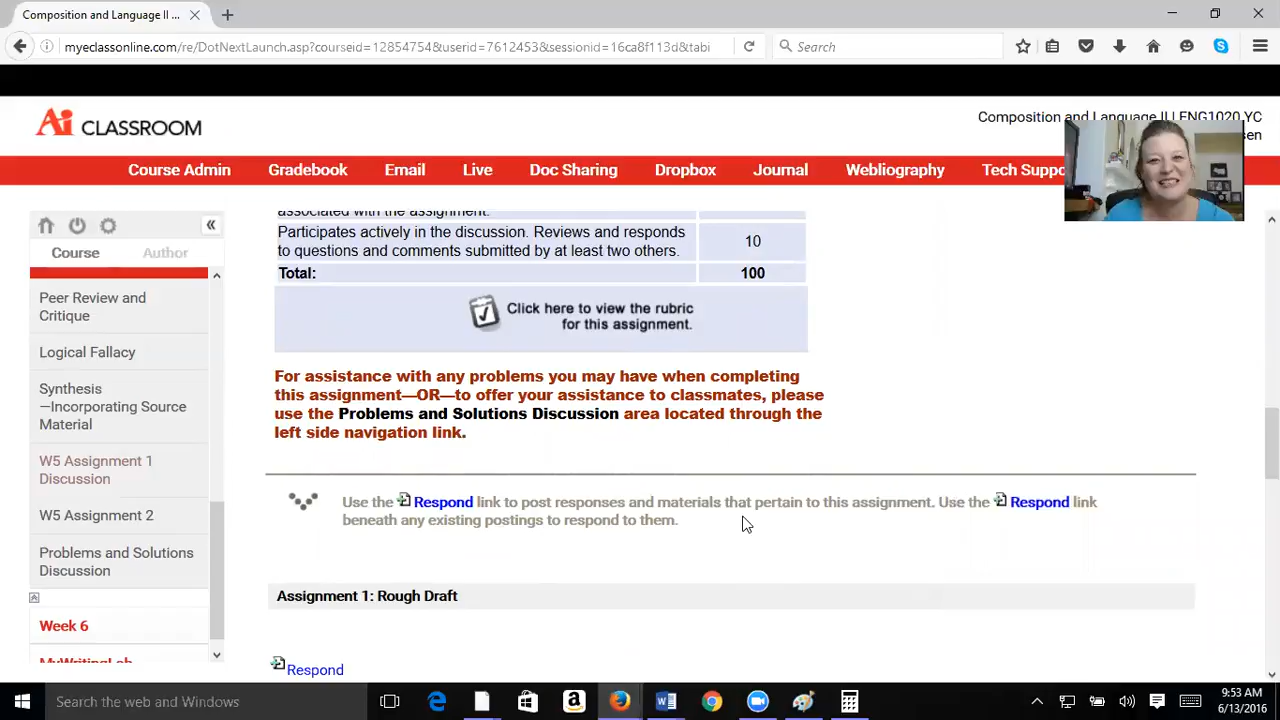 Composition and Language II ...
myeclassonline.com/re/DotNextLaunch.asp?courseid=12854754&userid=7612453&sessionid=16ca8f113d&tabi
Search
Ai CLASSROOM
Composition and Language II | ENG1020 YC
sen
Course Admin
Gradebook
Email
Live
Doc Sharing
Dropbox
Journal
Webliography
Tech Suppo
Course
Author
Peer Review and
Critique
Logical Fallacy
Synthesis
—Incorporating Source
Material
W5 Assignment 1
Discussion
W5 Assignment 2
Problems and Solutions
Discussion
Week 6
MyWritingLab
associated with the assignment.
Participates actively in the discussion. Reviews and responds
to questions and comments submitted by at least two others.
10
Total:
100
Click here to view the rubric
for this assignment.
For assistance with any problems you may have when completing
this assignment—OR—to offer your assistance to classmates, please
use the Problems and Solutions Discussion area located through the
left side navigation link.
Use the Respond link to post responses and materials that pertain to this assignment. Use the Respond link
beneath any existing postings to respond to them.
Assignment 1: Rough Draft
Respond
Search the web and Windows
9:53 AM
6/13/2016